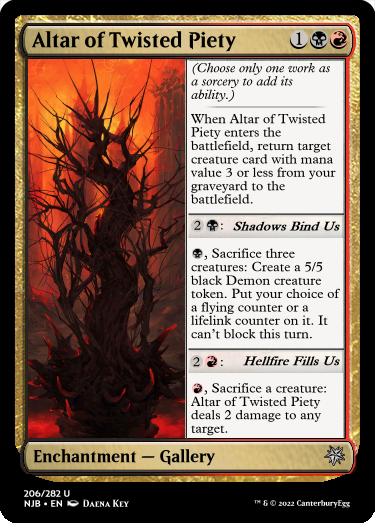 Altar of Twisted Piety 1
(Choose only one work as
a sorcery to add its
ability.)
When Altar of Twisted
Piety enters the
battlefield, return target
creature card with mana
value 3 or less from your
graveyard to the
battlefield.
2 : Shadows Bind Us
, Sacrifice three
creatures: Create a 5/5
black Demon creature
token. Put your choice of
a flying counter or a
lifelink counter on it. It
can't block this turn.
2 : Hellfire Fills Us
, Sacrifice a creature:
Altar of Twisted Piety
deals 2 damage to any
target.
Enchantment — Gallery
206/282 U
NJB • EN Daena Key
™ & © 2022 CanterburyEgg